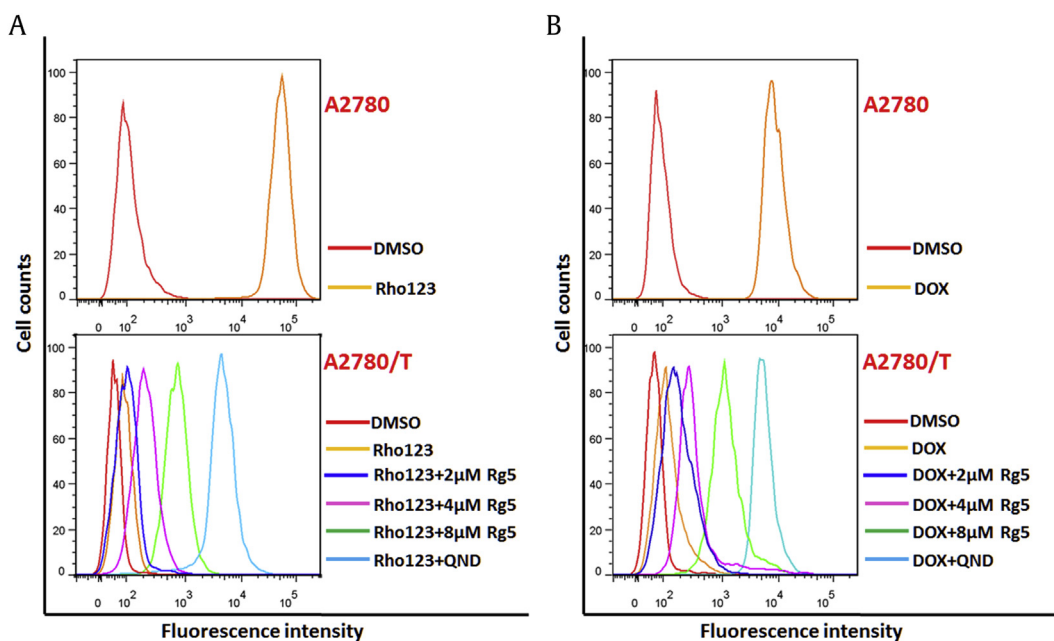 A
B
100
80
60
40
20
0
0 10² 10³ 10⁴ 10⁵
A2780
DMSO
Rho123
100
80
60
40
20
0
0 10² 10³ 10⁴ 10⁵
A2780
DMSO
DOX
Cell counts
Cell counts
100
80
60
40
20
0
0 10² 10³ 10⁴ 10⁵
A2780/T
DMSO
Rho123
Rho123+2μM Rg5
Rho123+4μM Rg5
Rho123+8μM Rg5
Rho123+QND
100
80
60
40
20
0
0 10² 10³ 10⁴ 10⁵
A2780/T
DMSO
DOX
DOX+2μM Rg5
DOX+4μM Rg5
DOX+8μM Rg5
DOX+QND
Fluorescence intensity
Fluorescence intensity